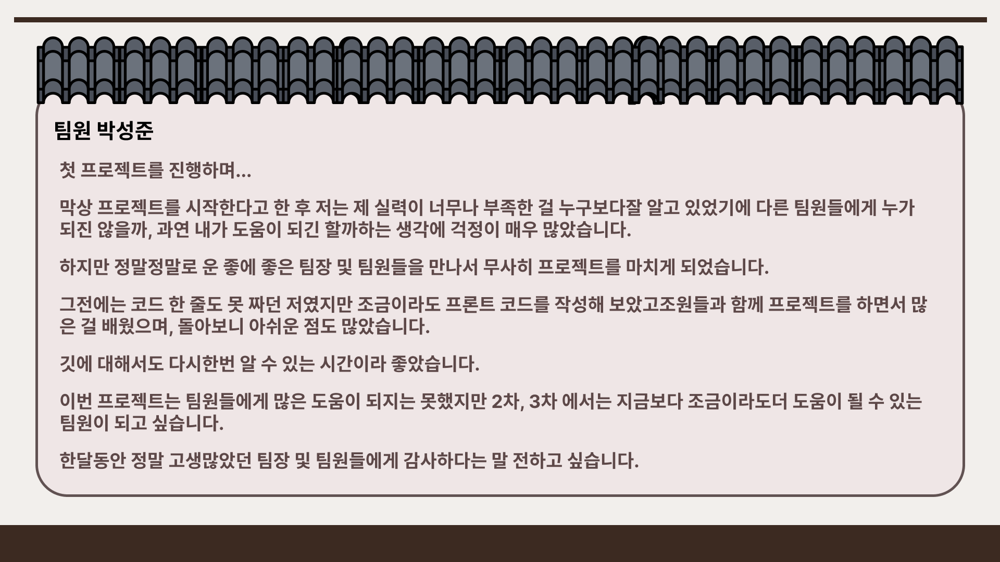 팀원 박성준
첫 프로젝트를 진행하며...
막상 프로젝트를 시작한다고 한 후 저는 제 실력이 너무나 부족한 걸 누구보다잘 알고 있었기에 다른 팀원들에게 누가
되진 않을까, 과연 내가 도움이 되긴 할까하는 생각에 걱정이 매우 많았습니다.
하지만 정말정말로 운 좋에 좋은 팀장 및 팀원들을 만나서 무사히 프로젝트를 마치게 되었습니다.
그전에는 코드 한 줄도 못 짜던 저였지만 조금이라도 프론트 코드를 작성해 보았고조원들과 함께 프로젝트를 하면서 많
은 걸 배웠으며, 돌아보니 아쉬운 점도 많았습니다.
깃에 대해서도 다시한번 알 수 있는 시간이라 좋았습니다.
이번 프로젝트는 팀원들에게 많은 도움이 되지는 못했지만 2차, 3차 에서는 지금보다 조금이라도더 도움이 될 수 있는
팀원이 되고 싶습니다.
한달동안 정말 고생많았던 팀장 및 팀원들에게 감사하다는 말 전하고 싶습니다.